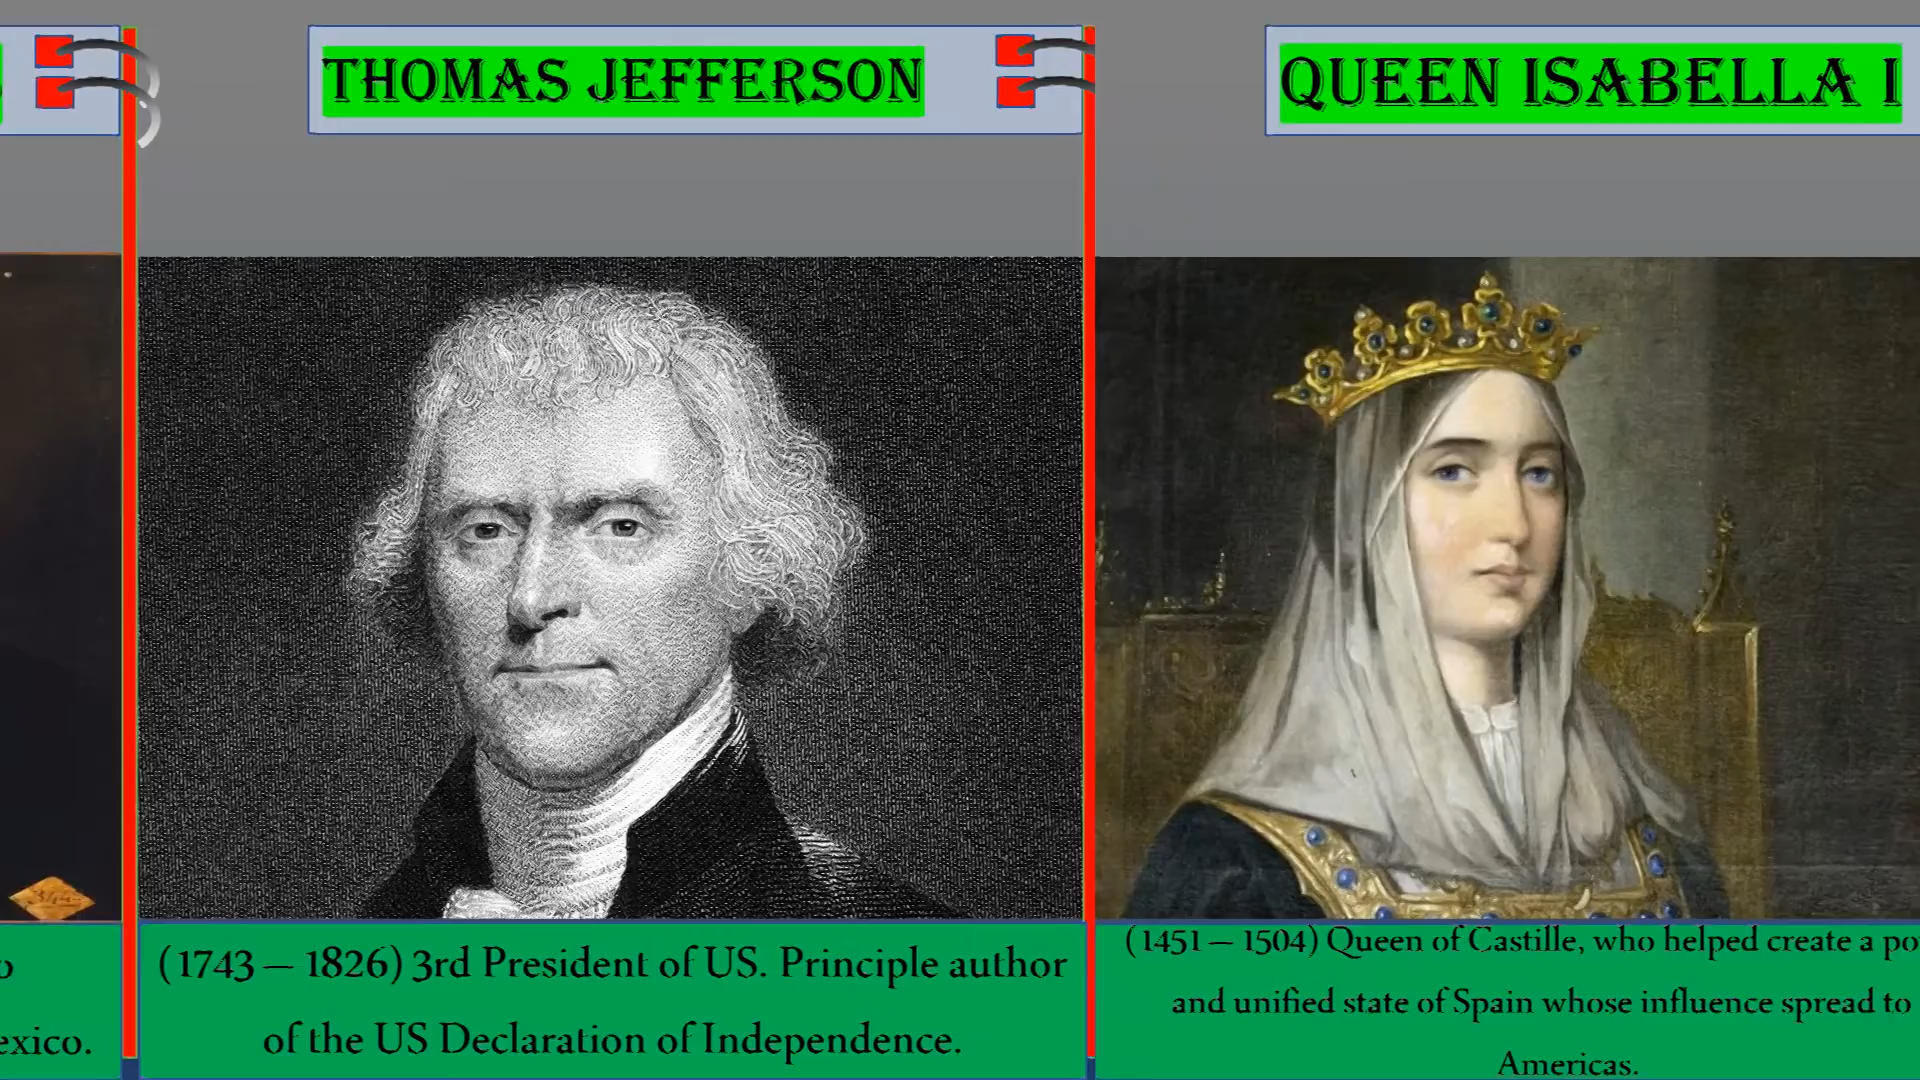 THOMAS JEFFERSON
QUEEN ISABELLA I
exico.
(1743 – 1826) 3rd President of US. Principle author
of the US Declaration of Independence.
(1451 – 1504) Queen of Castille, who helped create a po
and unified state of Spain whose influence spread to
Americas.